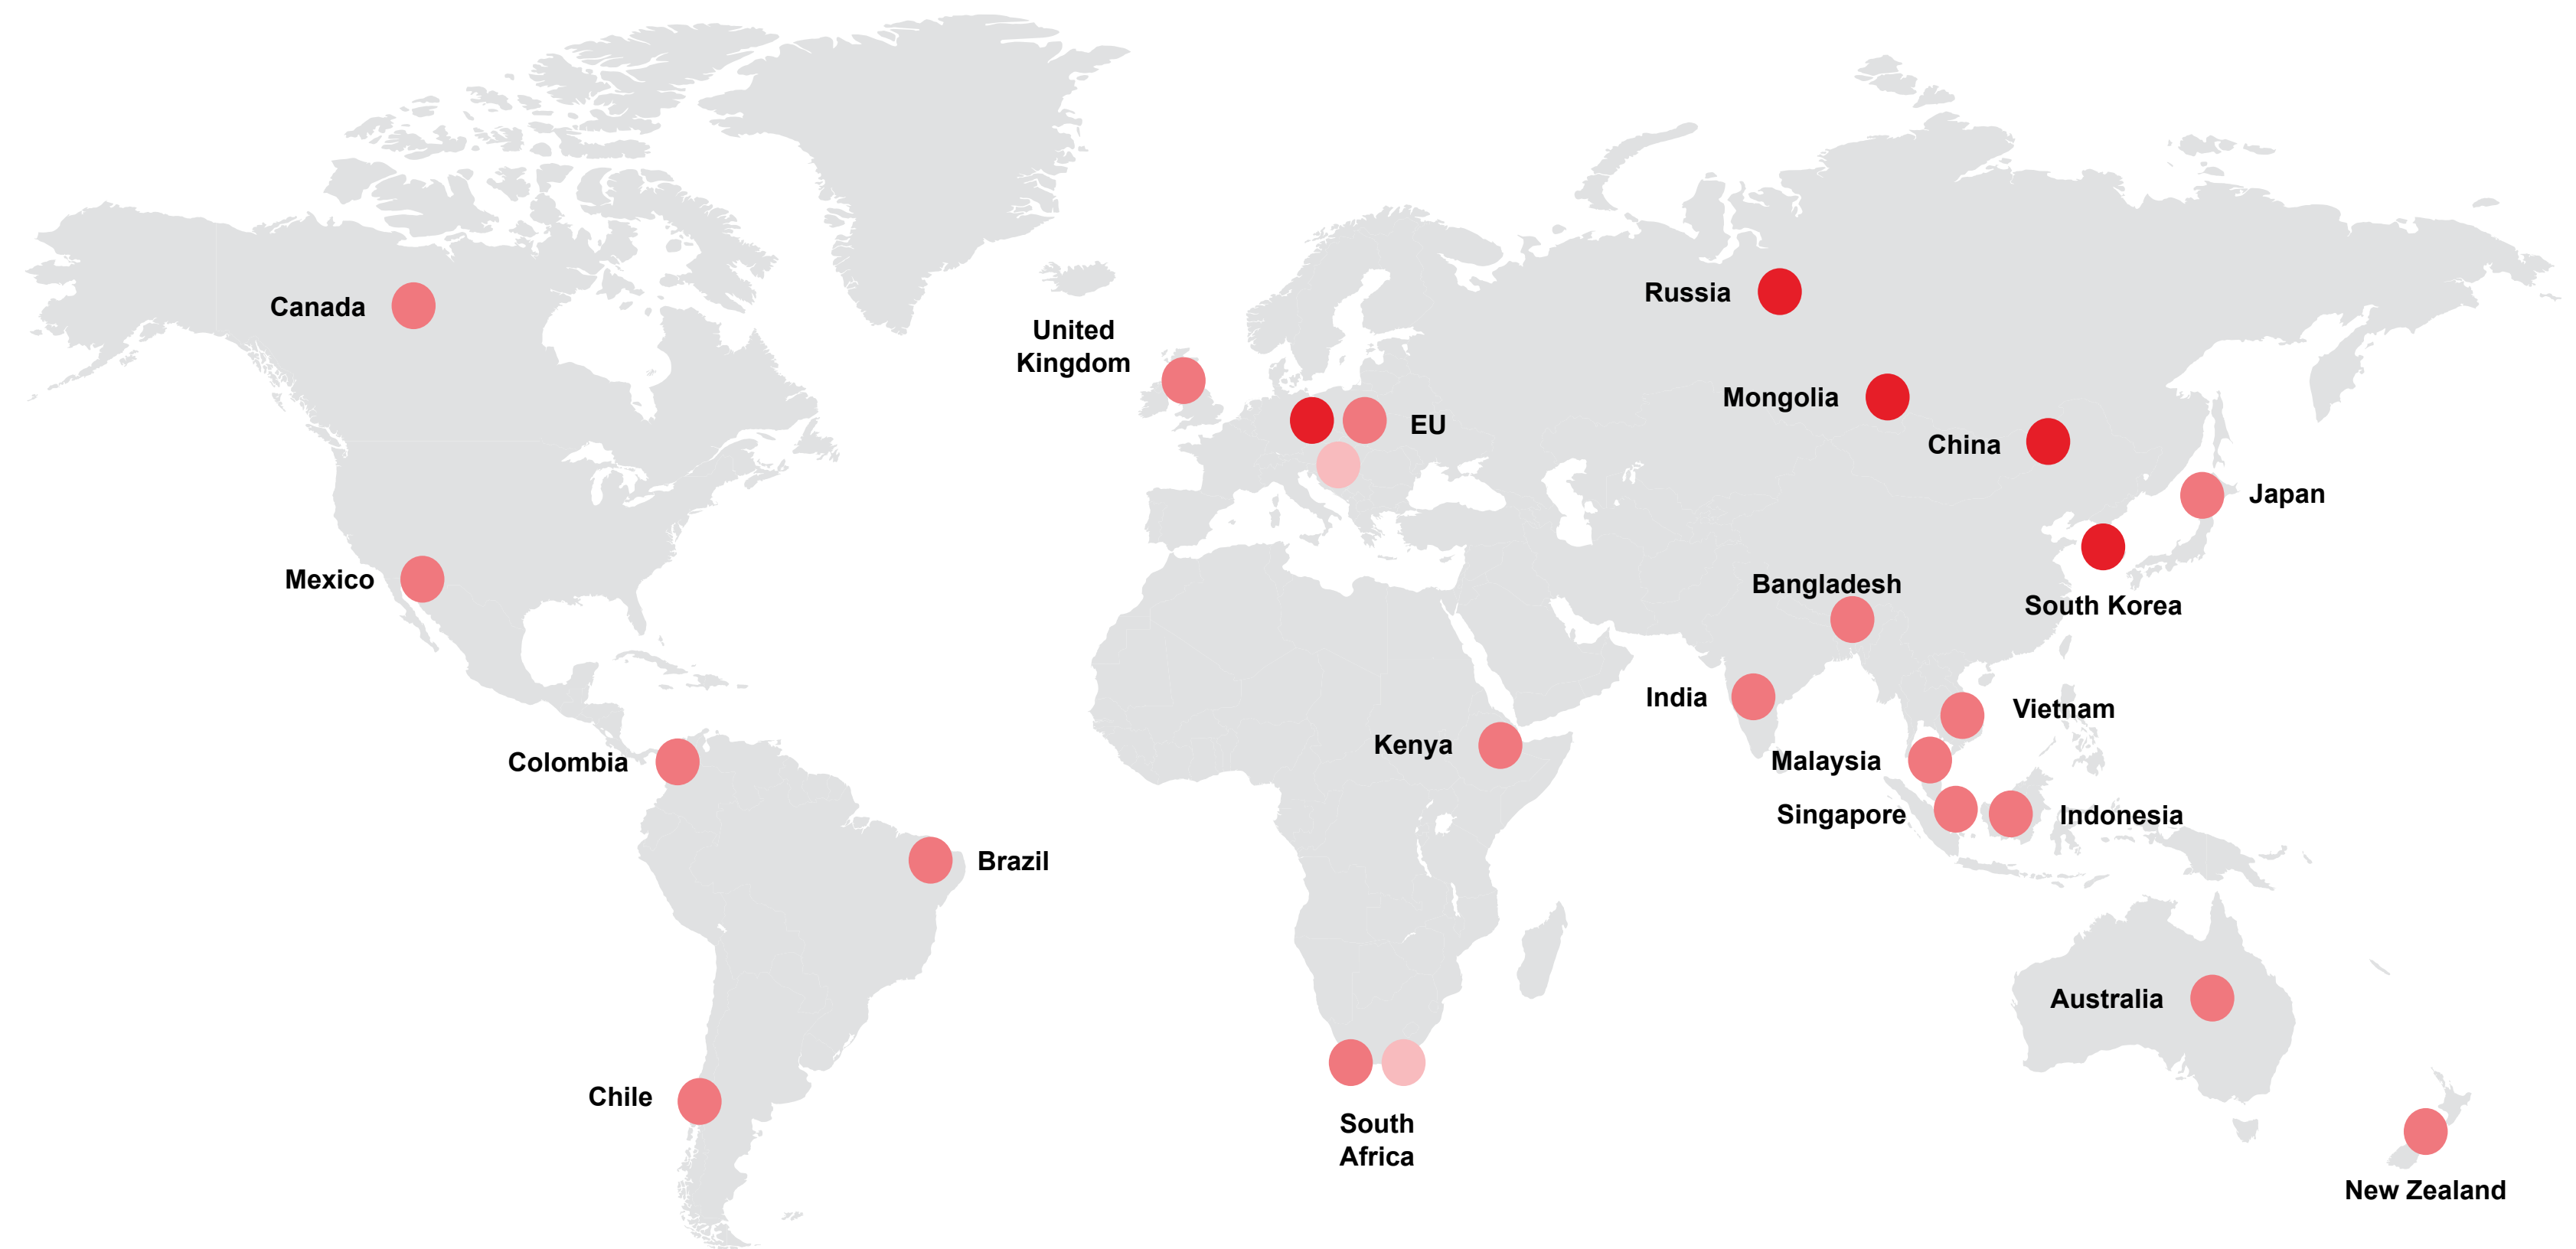 Russia
Canada
United
Kingdom
Mongolia
EU
China
Japan
Mexico
Bangladesh
South Korea
India
Vietnam
Kenya
Colombia
Malaysia
Singapore
Indonesia
Brazil
Australia
Chile
South
Africa
New Zealand